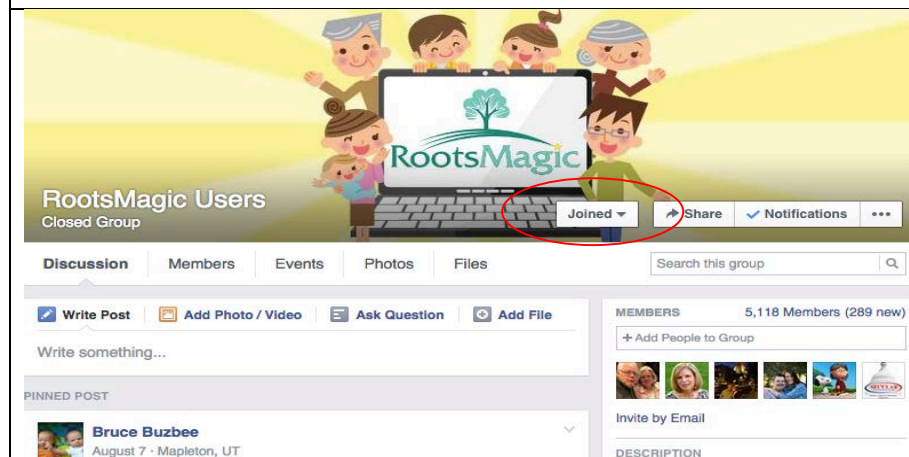 RootsMagic
RootsMagic Users
Closed Group
Joined
Share
Notifications
Discussion
Members
Events
Photos
Files
Search this group
Write Post
Add Photo / Video
Ask Question
Add File
Write something...
MEMBERS
5,118 Members (289 new)
+ Add People to Group
Invite by Email
PINNED POST
Bruce Buzbee
August 7 · Mapleton, UT
DESCRIPTION